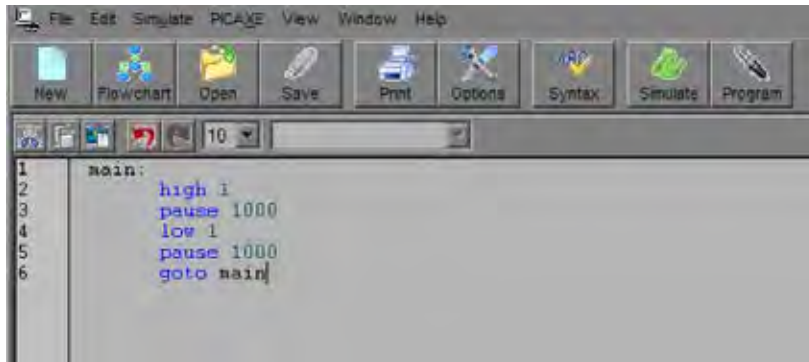 File Edit Simulate PICAXE View Window Help
New Flowchart Open Save Print Options Syntax Simulate Program
10
1 main:
2 high 1
3 pause 1000
4 low 1
5 pause 1000
6 goto main